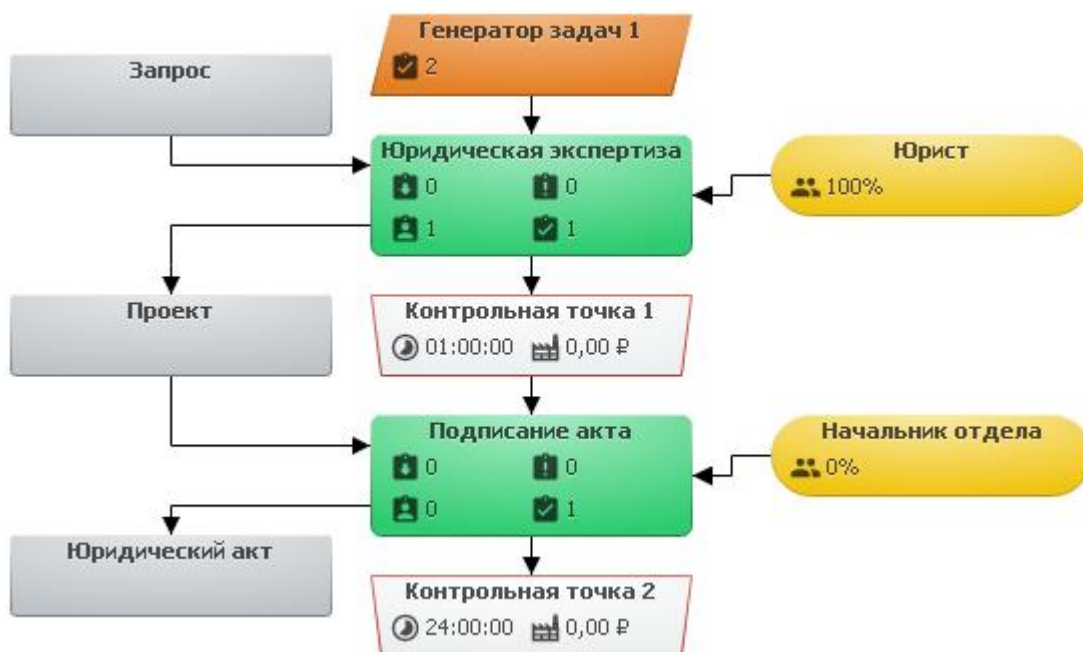 Генератор задач 1
2
Запрос
Юридическая экспертиза
0 0
1 1
Юрист
100%
Проект
Контрольная точка 1
01:00:00 0,00 ₽
Подписание акта
0 0
0 1
Начальник отдела
0%
Юридический акт
Контрольная точка 2
24:00:00 0,00 ₽